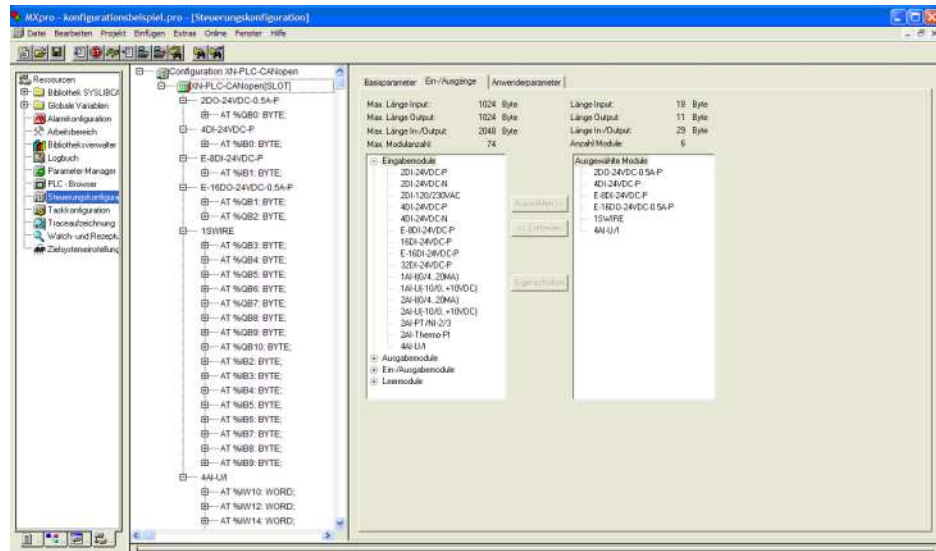 MXpro - konfigurationsbeispiel.pro - [Steuerungskonfiguration]
Datei Bearbeiten Projekt Einfügen Extras Online Fenster Hilfe
Ressourcen
Bibliothek SYSLIBCA
Globale Variablen
Alarmkonfiguration
Arbeitsbereich
Bibliotheksverwalter
Logbuch
Parameter-Manager
PLC - Browser
Steuerungskonfigura
Taskkonfiguration
Traceaufzeichnung
Watch- und Rezeptu
Zielsystemeinstellung
Configuration XN-PLC-CANopen
XN-PLC-CANopen[SLOT]
2DO-24VDC-0.5A-P
AT %QB0: BYTE;
4DI-24VDC-P
AT %IB0: BYTE;
E-8DI-24VDC-P
AT %IB1: BYTE;
E-16DO-24VDC-0.5A-P
AT %QB1: BYTE;
AT %QB2: BYTE;
1SWIRE
AT %QB3: BYTE;
AT %QB4: BYTE;
AT %QB5: BYTE;
AT %QB6: BYTE;
AT %QB7: BYTE;
AT %QB8: BYTE;
AT %QB9: BYTE;
AT %QB10: BYTE;
AT %IB2: BYTE;
AT %IB3: BYTE;
AT %IB4: BYTE;
AT %IB5: BYTE;
AT %IB6: BYTE;
AT %IB7: BYTE;
AT %IB8: BYTE;
AT %IB9: BYTE;
4AI-U/I
AT %IW10: WORD;
AT %IW12: WORD;
AT %IW14: WORD;
Basisparameter Ein-/Ausgänge Anwenderparameter
Max. Länge Input: 1024 Byte Länge Input: 18 Byte
Max. Länge Output: 1024 Byte Länge Output: 11 Byte
Max. Länge In-/Output: 2048 Byte Länge In-/Output: 29 Byte
Max. Modulanzahl: 74 Anzahl Module: 6
Eingabemodule
2DI-24VDC-P
2DI-24VDC-N
2DI-120/230VAC
4DI-24VDC-P
4DI-24VDC-N
E-8DI-24VDC-P
16DI-24VDC-P
E-16DI-24VDC-P
32DI-24VDC-P
1AI-I(0/4..20MA)
1AI-U(-10/0..+10VDC)
2AI-I(0/4..20MA)
2AI-U(-10/0..+10VDC)
2AI-PT/NI-2/3
2AI-Thermo-PI
4AI-U/I
Ausgabemodule
Ein-/Ausgabemodule
Leermodule
Auswählen >>
<< Entfernen
Eigenschaften
Ausgewählte Module
2DO-24VDC-0.5A-P
4DI-24VDC-P
E-8DI-24VDC-P
E-16DO-24VDC-0.5A-P
1SWIRE
4AI-U/I